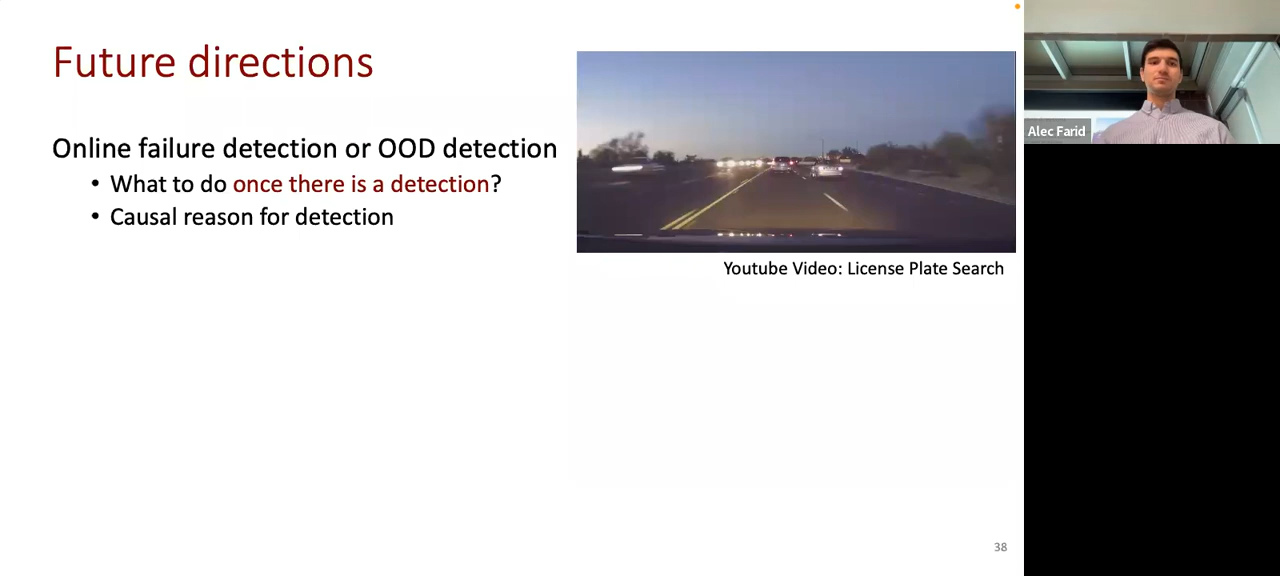 Future directions
Online failure detection or OOD detection
• What to do once there is a detection?
• Causal reason for detection
Youtube Video: License Plate Search
38
Alec Farid